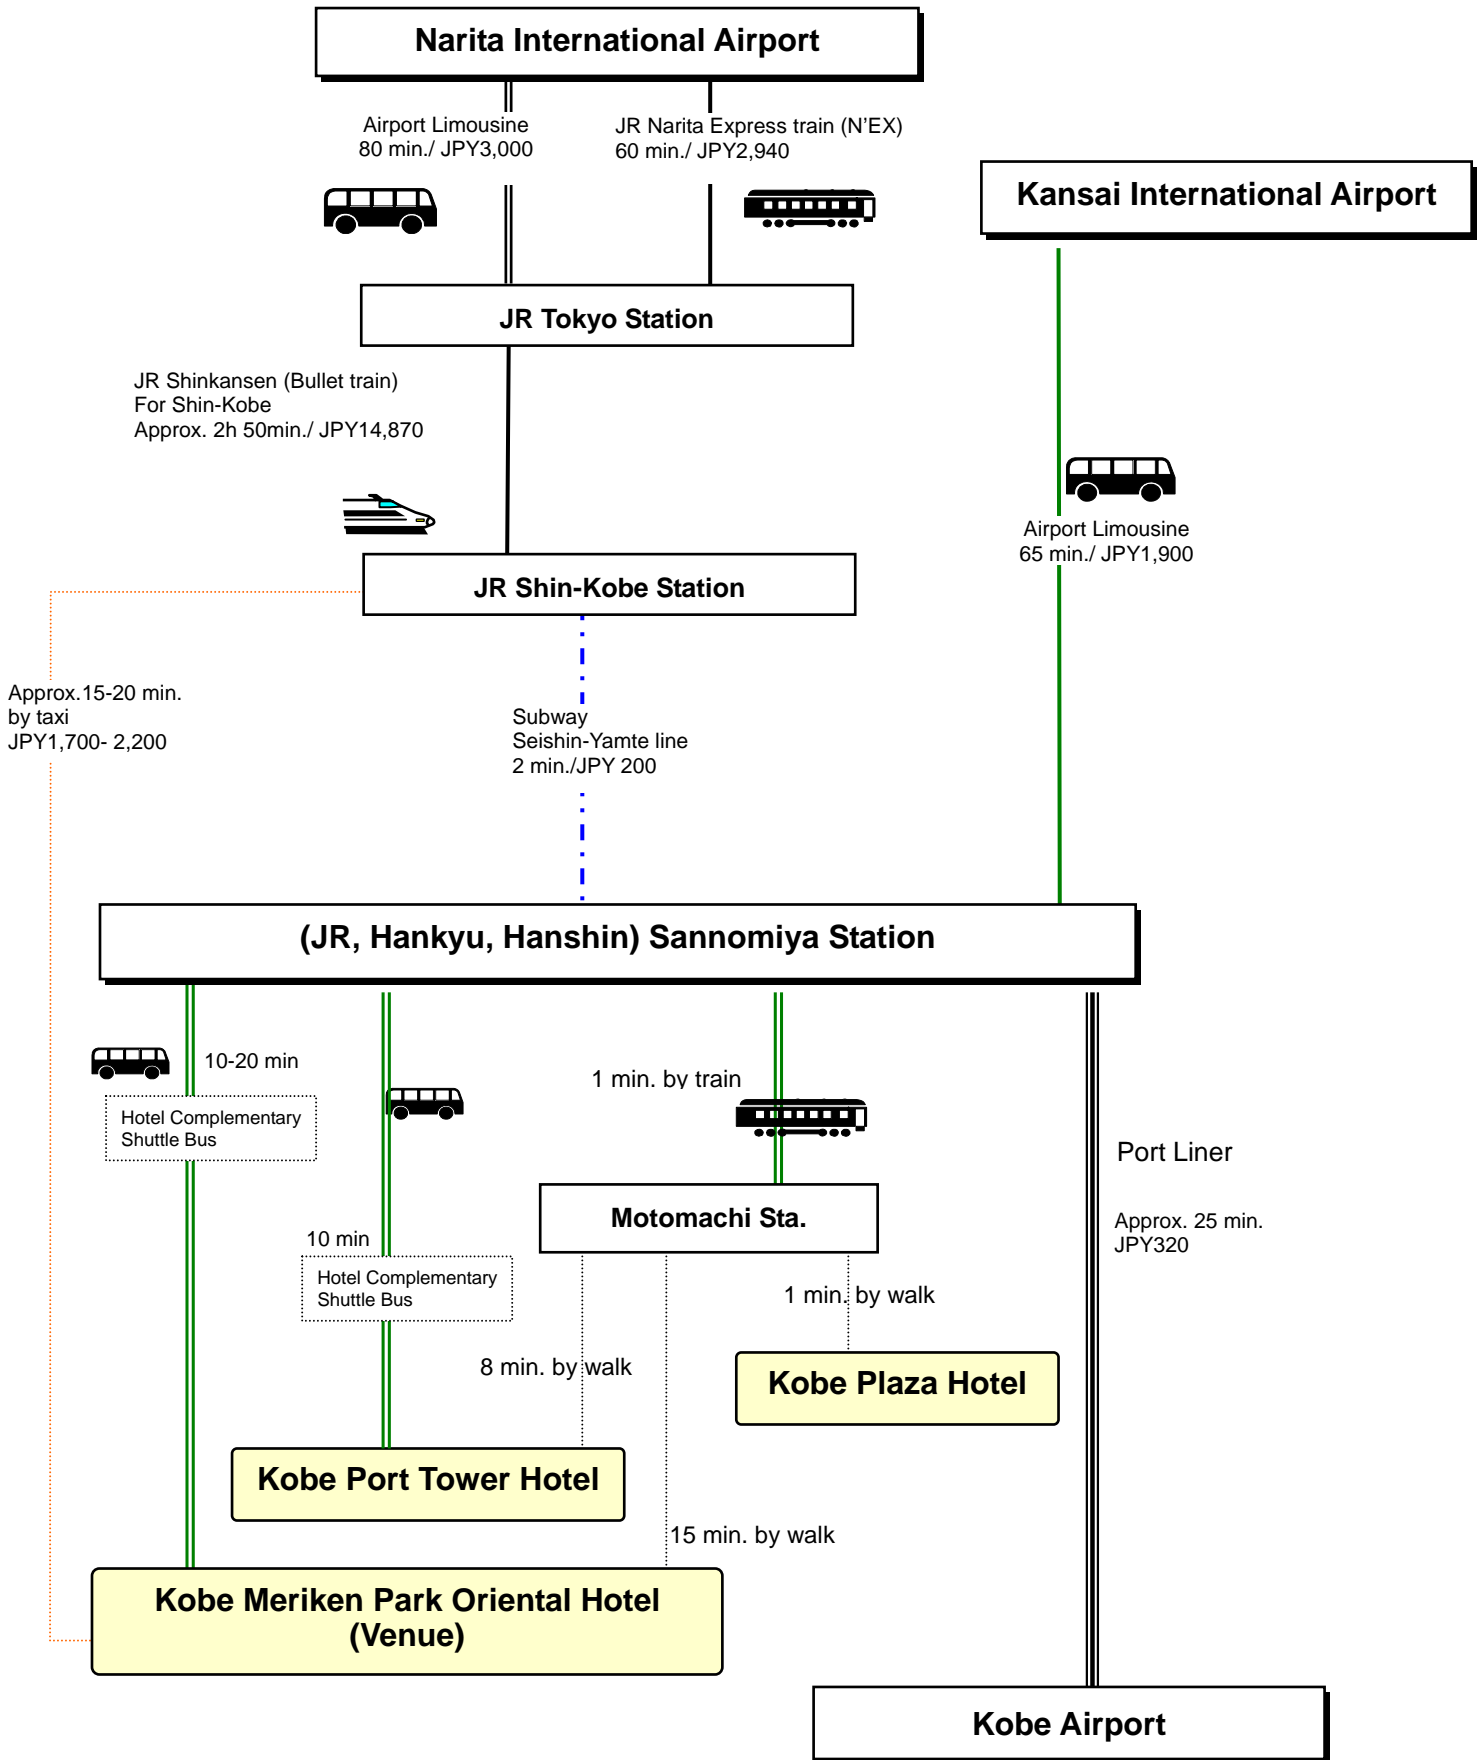 Narita International Airport
Airport Limousine
80 min./ JPY3,000
JR Narita Express train (N'EX)
60 min./ JPY2,940
Kansai International Airport
JR Tokyo Station
JR Shinkansen (Bullet train)
For Shin-Kobe
Approx. 2h 50min./ JPY14,870
Airport Limousine
65 min./ JPY1,900
JR Shin-Kobe Station
Approx.15-20 min.
by taxi
JPY1,700- 2,200
Subway
Seishin-Yamte line
2 min./JPY 200
(JR, Hankyu, Hanshin) Sannomiya Station
10-20 min
Hotel Complementary
Shuttle Bus
1 min. by train
Port Liner
Approx. 25 min.
JPY320
Motomachi Sta.
10 min
Hotel Complementary
Shuttle Bus
1 min. by walk
8 min. by walk
Kobe Plaza Hotel
Kobe Port Tower Hotel
15 min. by walk
Kobe Meriken Park Oriental Hotel
(Venue)
Kobe Airport